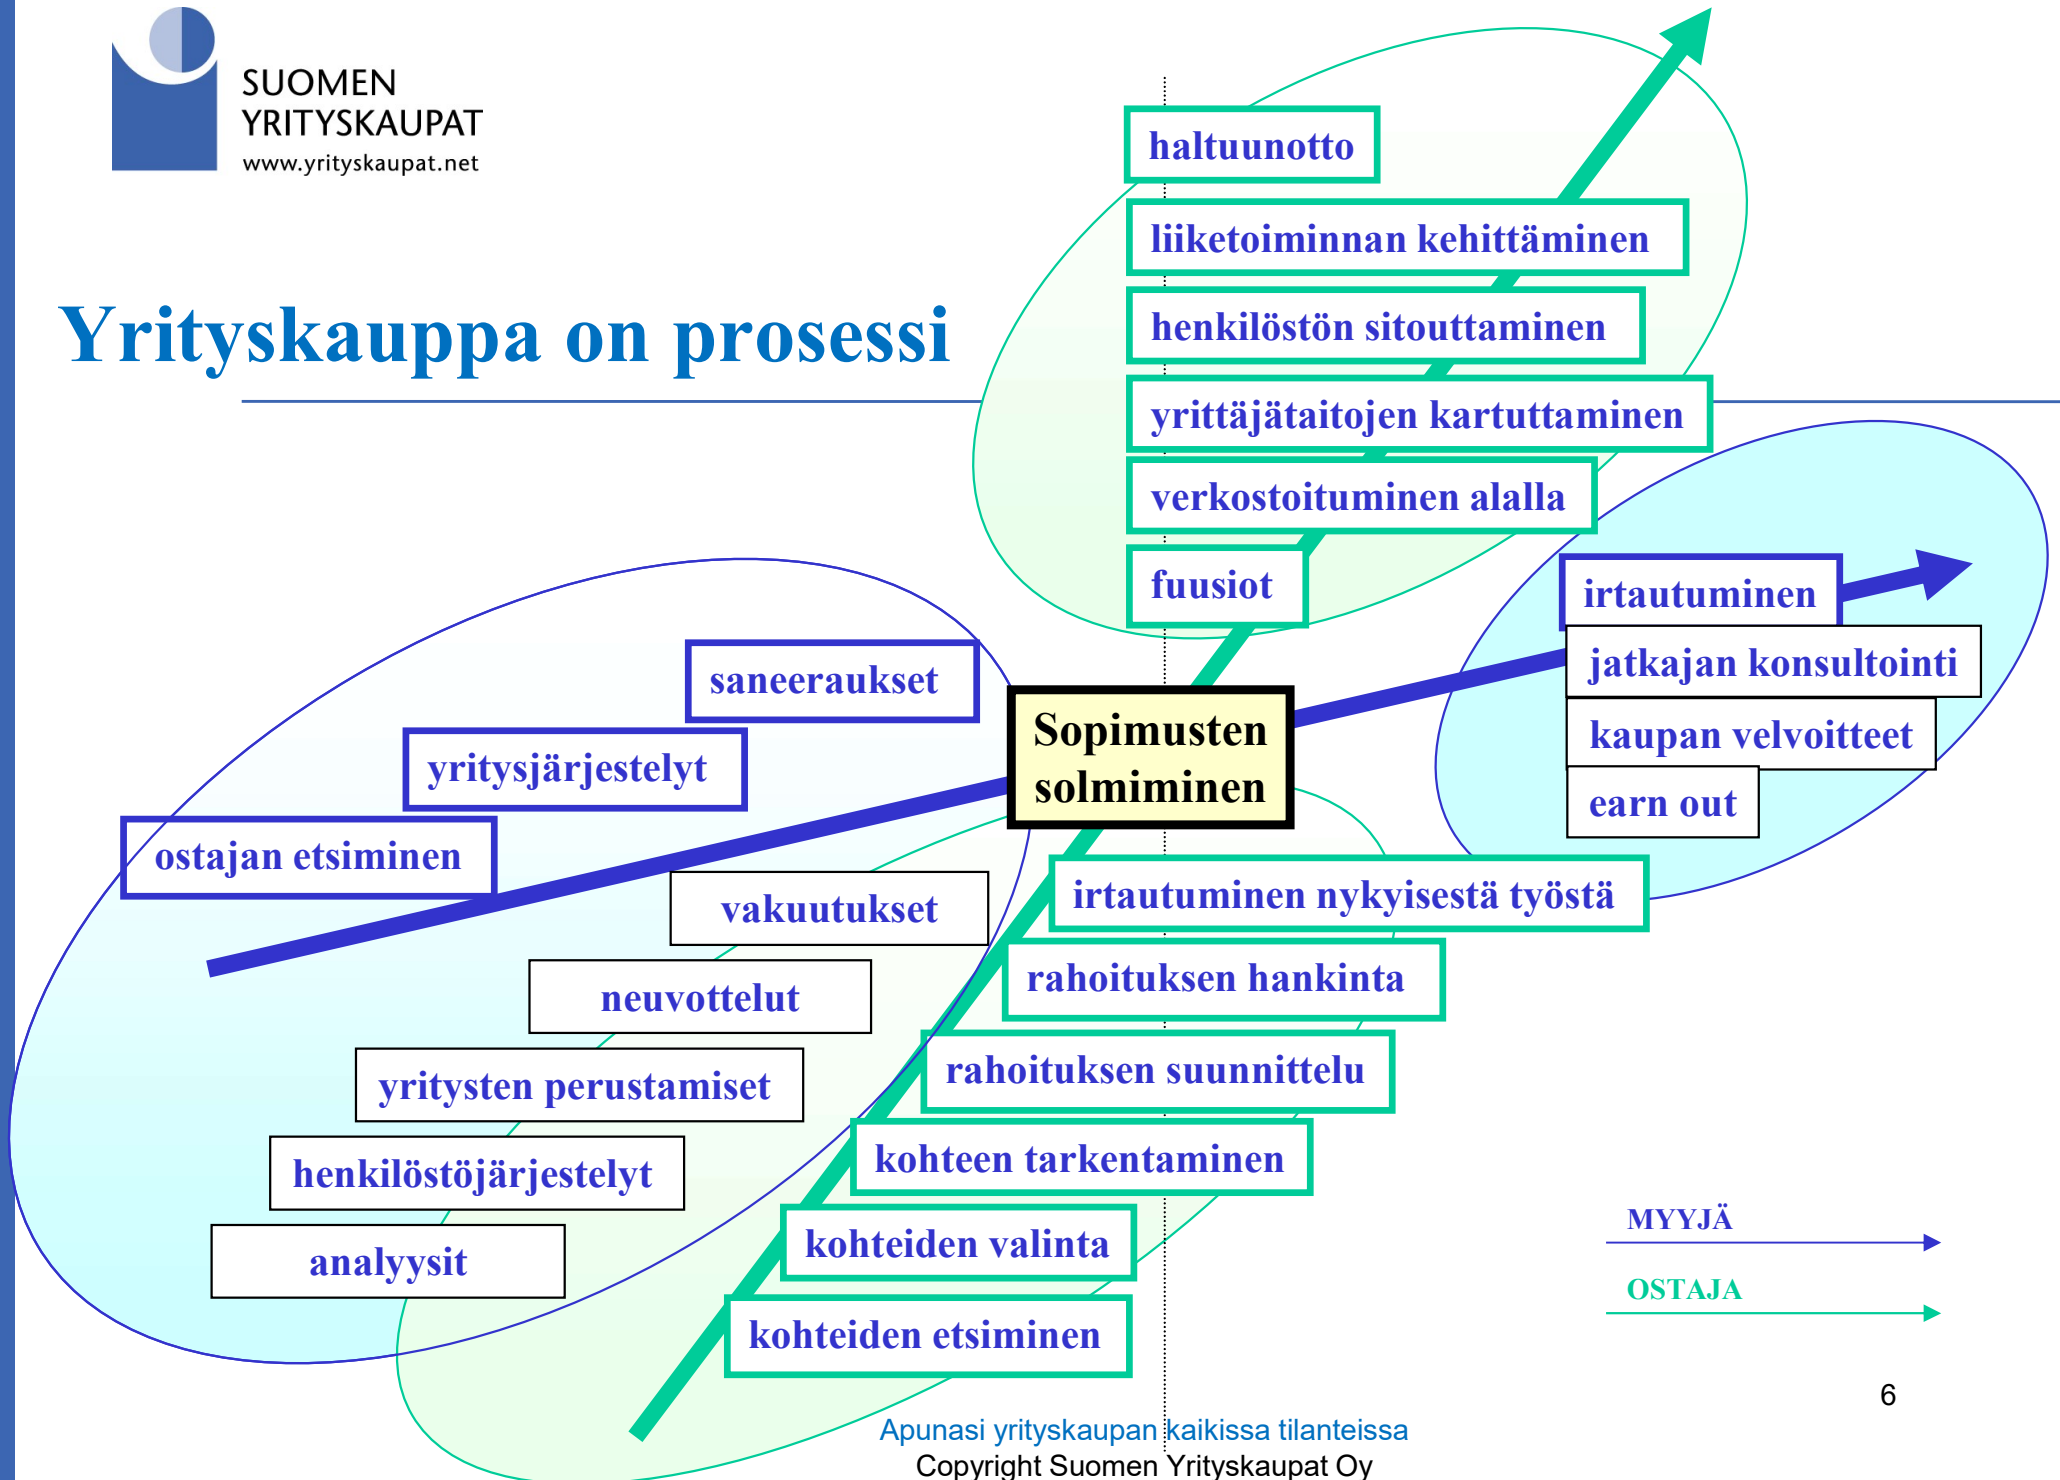 SUOMEN
YRITYSKAUPAT
www.yrityskaupat.net
Yrityskauppa on prosessi
haltuunotto
liiketoiminnan kehittäminen
henkilöstön sitouttaminen
yrittäjätaitojen kartuttaminen
verkostoituminen alalla
fuusiot
irtautuminen
jatkajan konsultointi
kaupan velvoitteet
earn out
saneeraukset
yritysjärjestelyt
ostajan etsiminen
Sopimusten
solmiminen
vakuutukset
neuvottelut
yritysten perustamiset
henkilöstöjärjestelyt
analyysit
irtautuminen nykyisestä työstä
rahoituksen hankinta
rahoituksen suunnittelu
kohteen tarkentaminen
kohteiden valinta
kohteiden etsiminen
MYYJÄ
OSTAJA
6
Apunasi yrityskaupan kaikissa tilanteissa
Copyright Suomen Yrityskaupat Oy